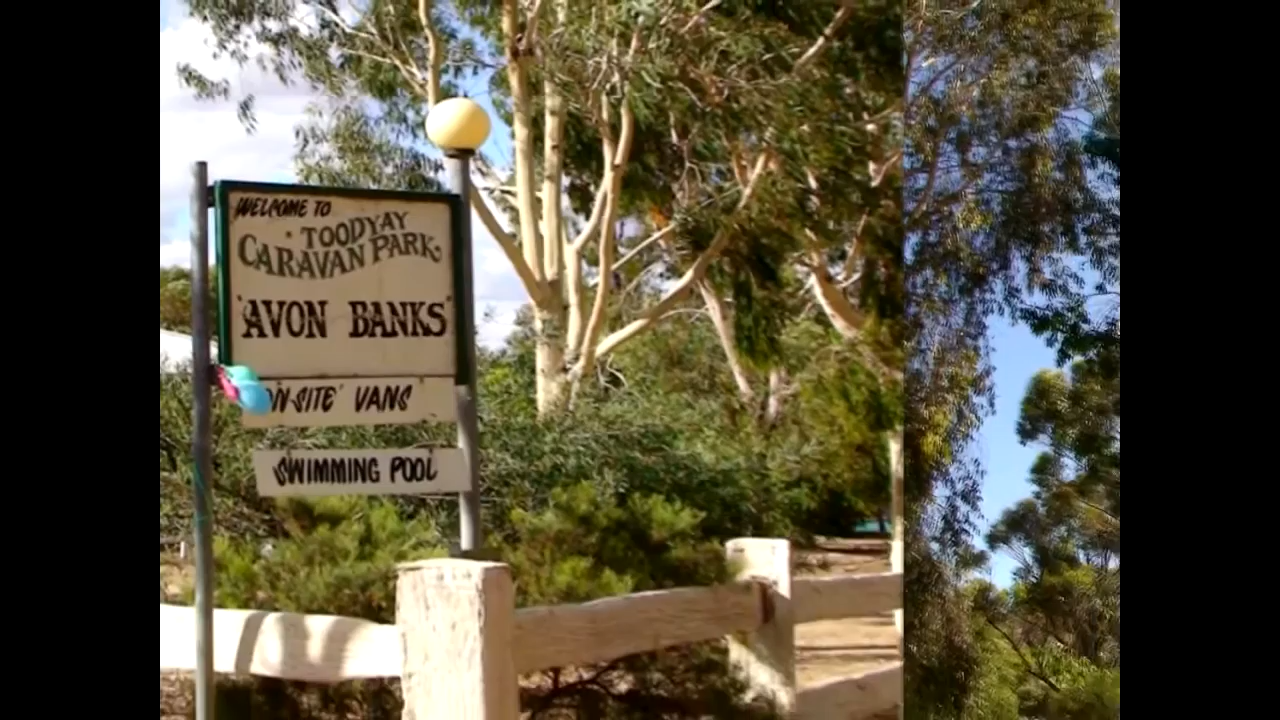 WELCOME TO
TOODYAY
CARAVAN PARK
'AVON BANKS'
'ON-SITE' VANS
SWIMMING POOL